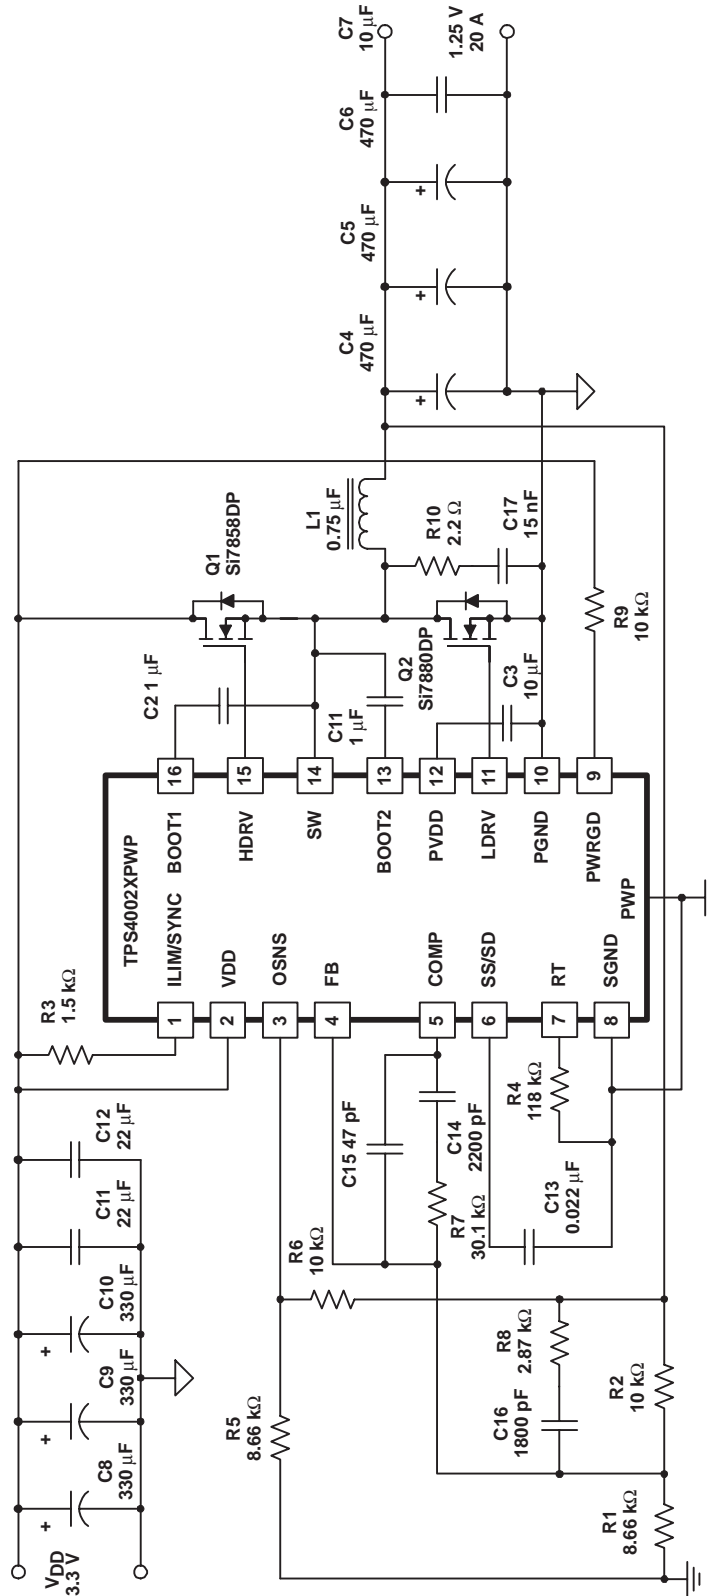 VDD
3.3 V
C8
330 μF
C9
330 μF
C10
330 μF
C11
22 μF
C12
22 μF
R3
1.5 kΩ
TPS4002XPWP
1
ILIM/SYNC
2
VDD
3
OSNS
4
FB
5
COMP
6
SS/SD
7
RT
8
SGND
16
BOOT1
15
HDRV
14
SW
13
BOOT2
12
PVDD
11
LDRV
10
PGND
9
PWRGD
PWP
C2 1 μF
Q1
Si7858DP
C11
1 μF
Q2
Si7880DP
C3
10 μF
L1
0.75 μF
R10
2.2 Ω
C17
15 nF
R9
10 kΩ
C4
470 μF
C5
470 μF
C6
470 μF
C7
10 μF
1.25 V
20 A
R5
8.66 kΩ
R6
10 kΩ
C15 47 pF
R7
30.1 kΩ
C14
2200 pF
R4
118 kΩ
C13
0.022 μF
C16
1800 pF
R8
2.87 kΩ
R1
8.66 kΩ
R2
10 kΩ
+
+
+
+
+
+